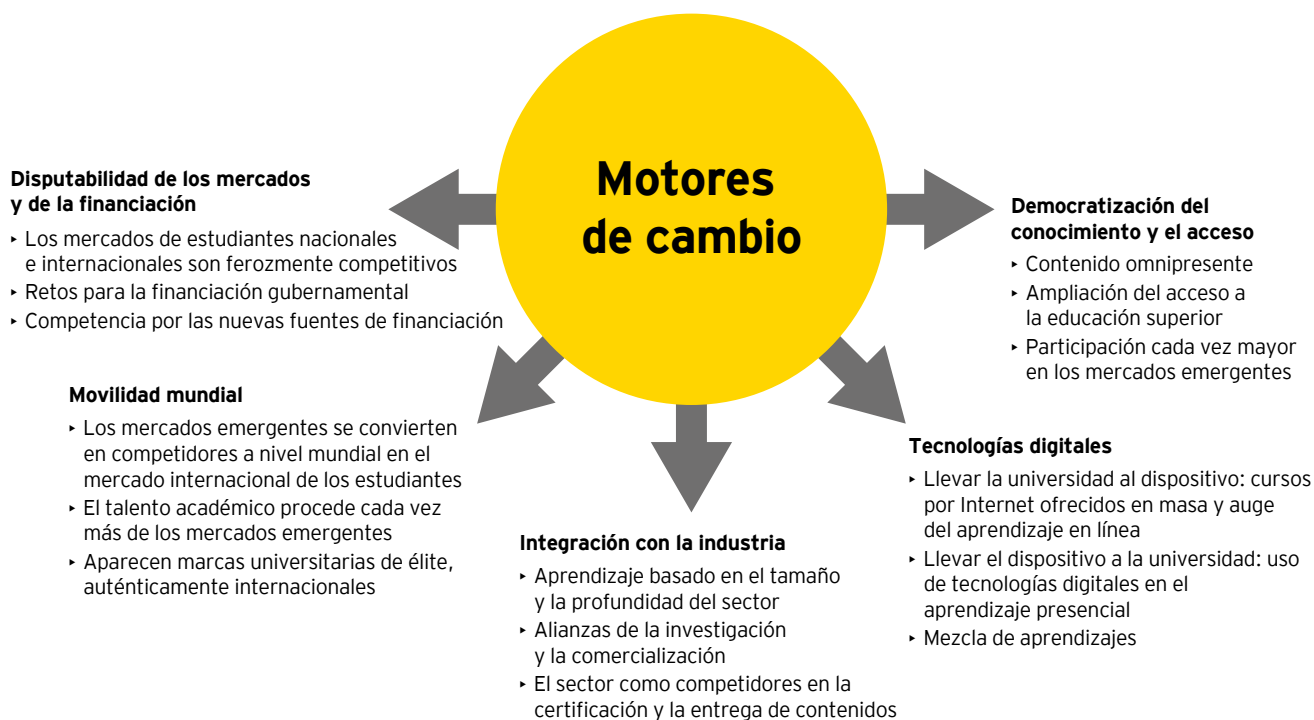 Motores
de cambio
Disputabilidad de los mercados
y de la financiación
‣ Los mercados de estudiantes nacionales
e internacionales son ferozmente competitivos
‣ Retos para la financiación gubernamental
‣ Competencia por las nuevas fuentes de financiación
Movilidad mundial
‣ Los mercados emergentes se convierten
en competidores a nivel mundial en el
mercado internacional de los estudiantes
‣ El talento académico procede cada vez
más de los mercados emergentes
‣ Aparecen marcas universitarias de élite,
auténticamente internacionales
Integración con la industria
‣ Aprendizaje basado en el tamaño
y la profundidad del sector
‣ Alianzas de la investigación
y la comercialización
‣ El sector como competidores en la
certificación y la entrega de contenidos
Tecnologías digitales
‣ Llevar la universidad al dispositivo: cursos
por Internet ofrecidos en masa y auge
del aprendizaje en línea
‣ Llevar el dispositivo a la universidad: uso
de tecnologías digitales en el
aprendizaje presencial
‣ Mezcla de aprendizajes
Democratización del
conocimiento y el acceso
‣ Contenido omnipresente
‣ Ampliación del acceso a
la educación superior
‣ Participación cada vez mayor
en los mercados emergentes